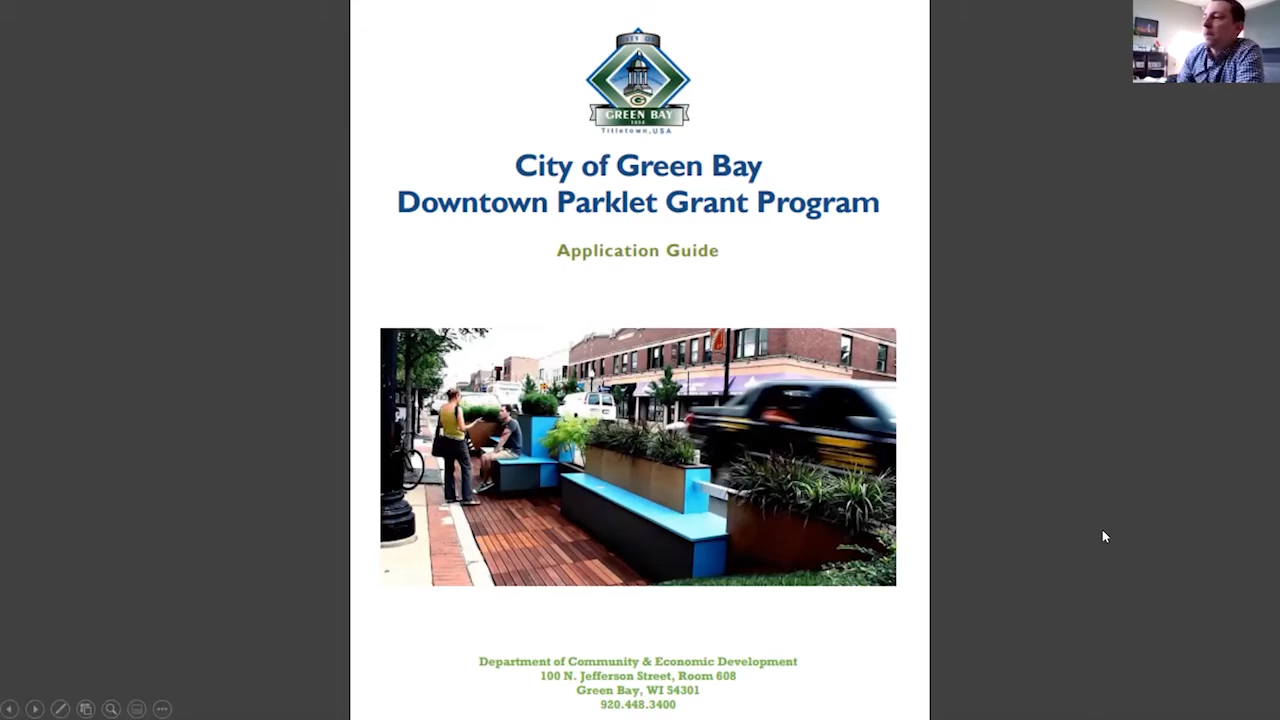 CITY OF
GREEN BAY
1854
Titletown, USA
City of Green Bay
Downtown Parklet Grant Program
Application Guide
Department of Community & Economic Development
100 N. Jefferson Street, Room 608
Green Bay, WI 54301
920.448.3400